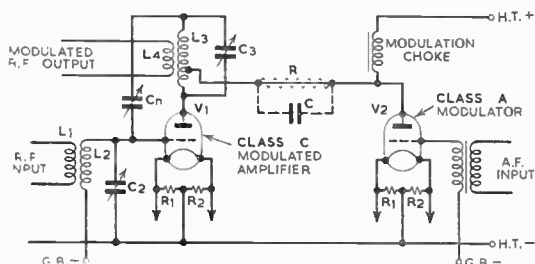 H.T.+
MODULATED
R.F OUTPUT
L4
L3
C3
MODULATION
CHOKE
R
Cn
V1
C
V2
CLASS A
MODULATOR
L1
R.F
INPUT
L2
C2
CLASS C
MODULATED
AMPLIFIER
A.F.
INPUT
R1
R2
R1
R2
G.B.-
H.T.-
G.B.-